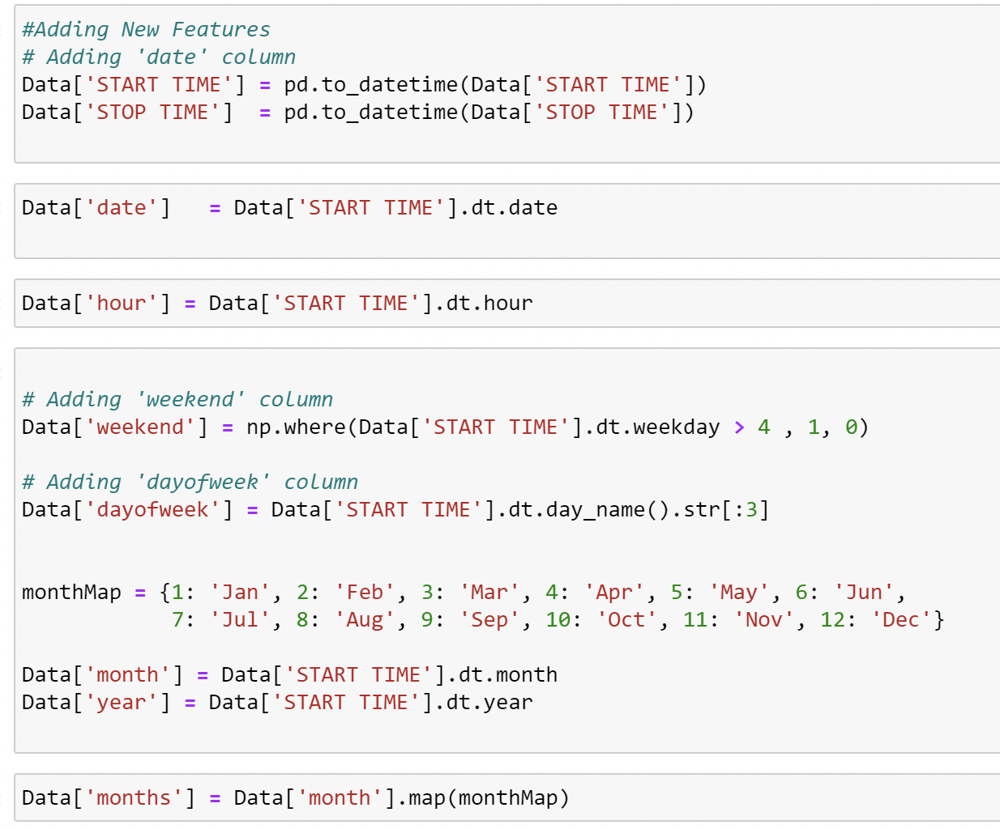 #Adding New Features
# Adding 'date' column
Data['START TIME'] = pd.to_datetime(Data['START TIME'])
Data['STOP TIME']  = pd.to_datetime(Data['STOP TIME'])
Data['date']   = Data['START TIME'].dt.date
Data['hour'] = Data['START TIME'].dt.hour
# Adding 'weekend' column
Data['weekend'] = np.where(Data['START TIME'].dt.weekday > 4 , 1, 0)
# Adding 'dayofweek' column
Data['dayofweek'] = Data['START TIME'].dt.day_name().str[:3]
monthMap = {1: 'Jan', 2: 'Feb', 3: 'Mar', 4: 'Apr', 5: 'May', 6: 'Jun',
            7: 'Jul', 8: 'Aug', 9: 'Sep', 10: 'Oct', 11: 'Nov', 12: 'Dec'}
Data['month'] = Data['START TIME'].dt.month
Data['year'] = Data['START TIME'].dt.year
Data['months'] = Data['month'].map(monthMap)